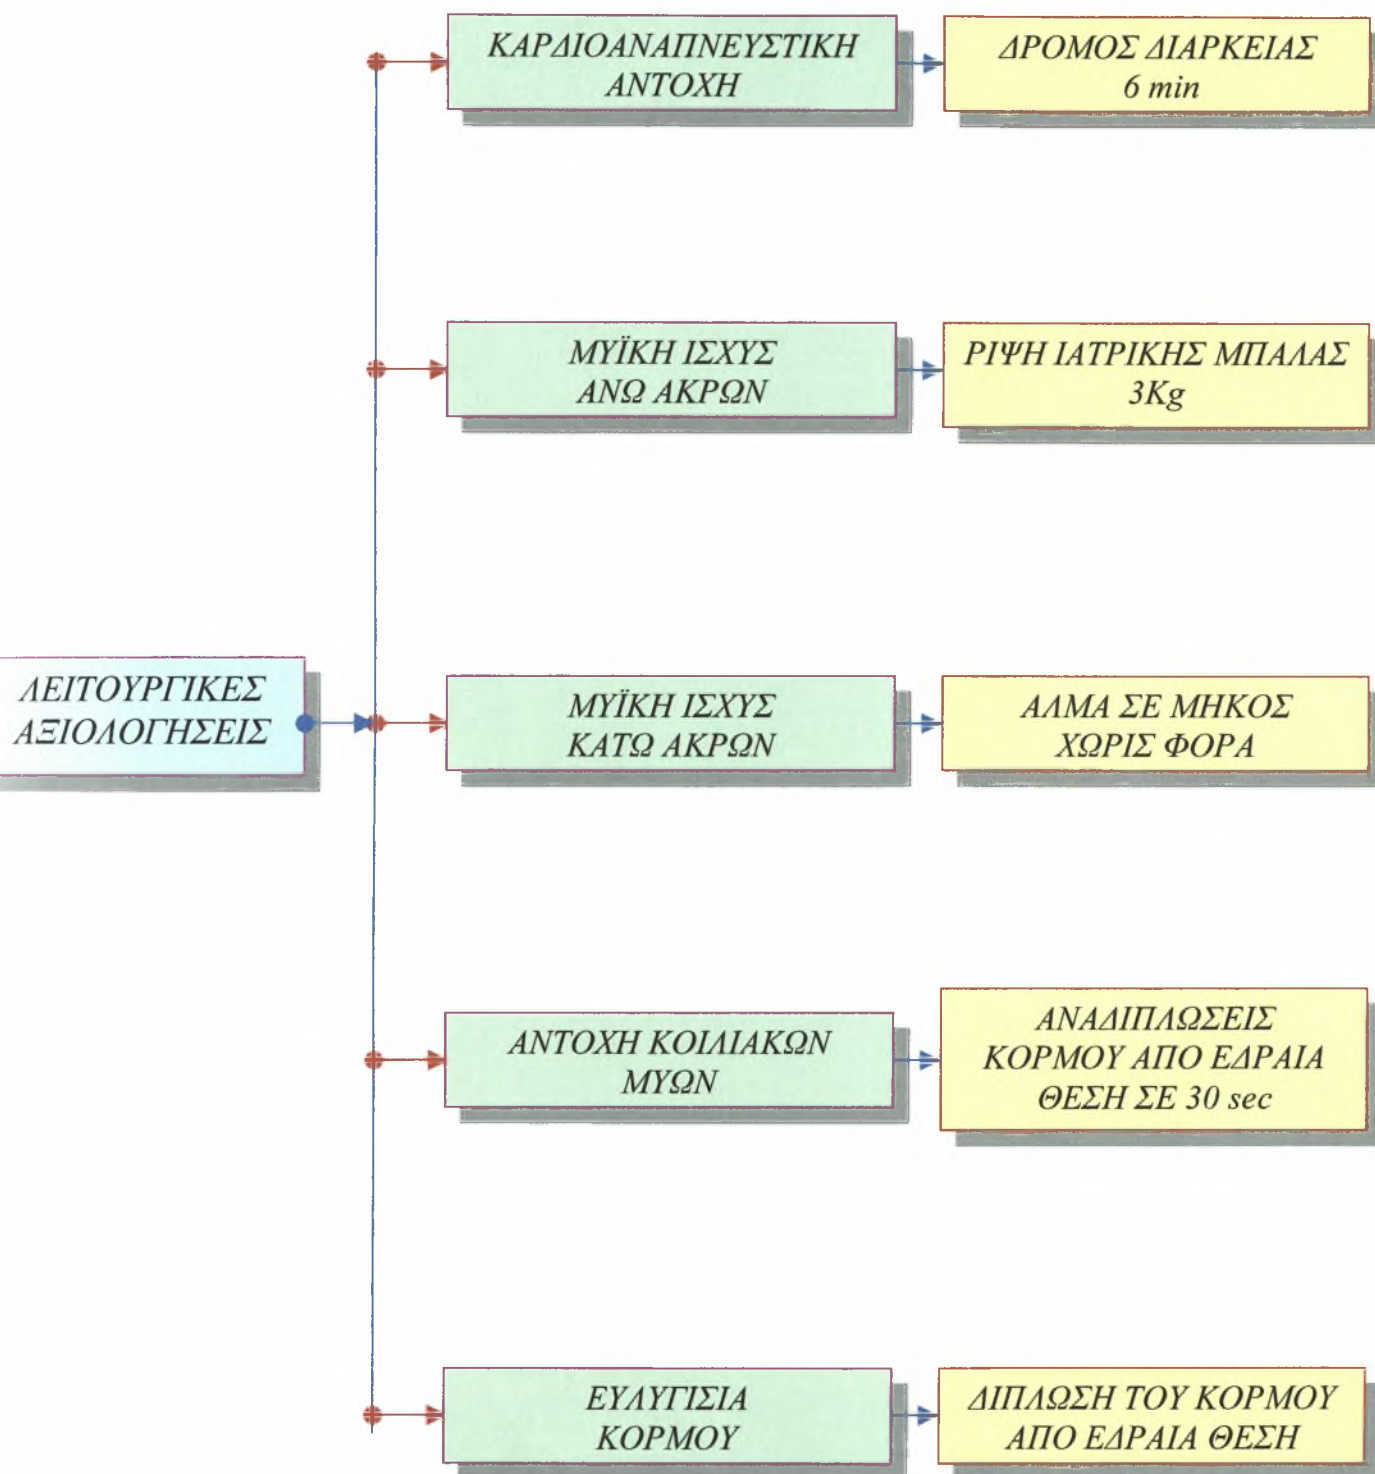 ΚΑΡΔΙΟΑΝΑΠΝΕΥΣΤΙΚΗ
ΑΝΤΟΧΗ
ΔΡΟΜΟΣ ΔΙΑΡΚΕΙΑΣ
6 min
ΜΥΪΚΗ ΙΣΧΥΣ
ΑΝΩ ΑΚΡΩΝ
ΡΙΨΗ ΙΑΤΡΙΚΗΣ ΜΠΑΛΑΣ
3Kg
ΛΕΙΤΟΥΡΓΙΚΕΣ
ΑΞΙΟΛΟΓΗΣΕΙΣ
ΜΥΪΚΗ ΙΣΧΥΣ
ΚΑΤΩ ΑΚΡΩΝ
ΑΛΜΑ ΣΕ ΜΗΚΟΣ
ΧΩΡΙΣ ΦΟΡΑ
ΑΝΤΟΧΗ ΚΟΙΛΙΑΚΩΝ
ΜΥΩΝ
ΑΝΑΔΙΠΛΩΣΕΙΣ
ΚΟΡΜΟΥ ΑΠΟ ΕΔΡΑΙΑ
ΘΕΣΗ ΣΕ 30 sec
ΕΥΛΥΓΙΣΙΑ
ΚΟΡΜΟΥ
ΔΙΠΛΩΣΗ ΤΟΥ ΚΟΡΜΟΥ
ΑΠΟ ΕΔΡΑΙΑ ΘΕΣΗ